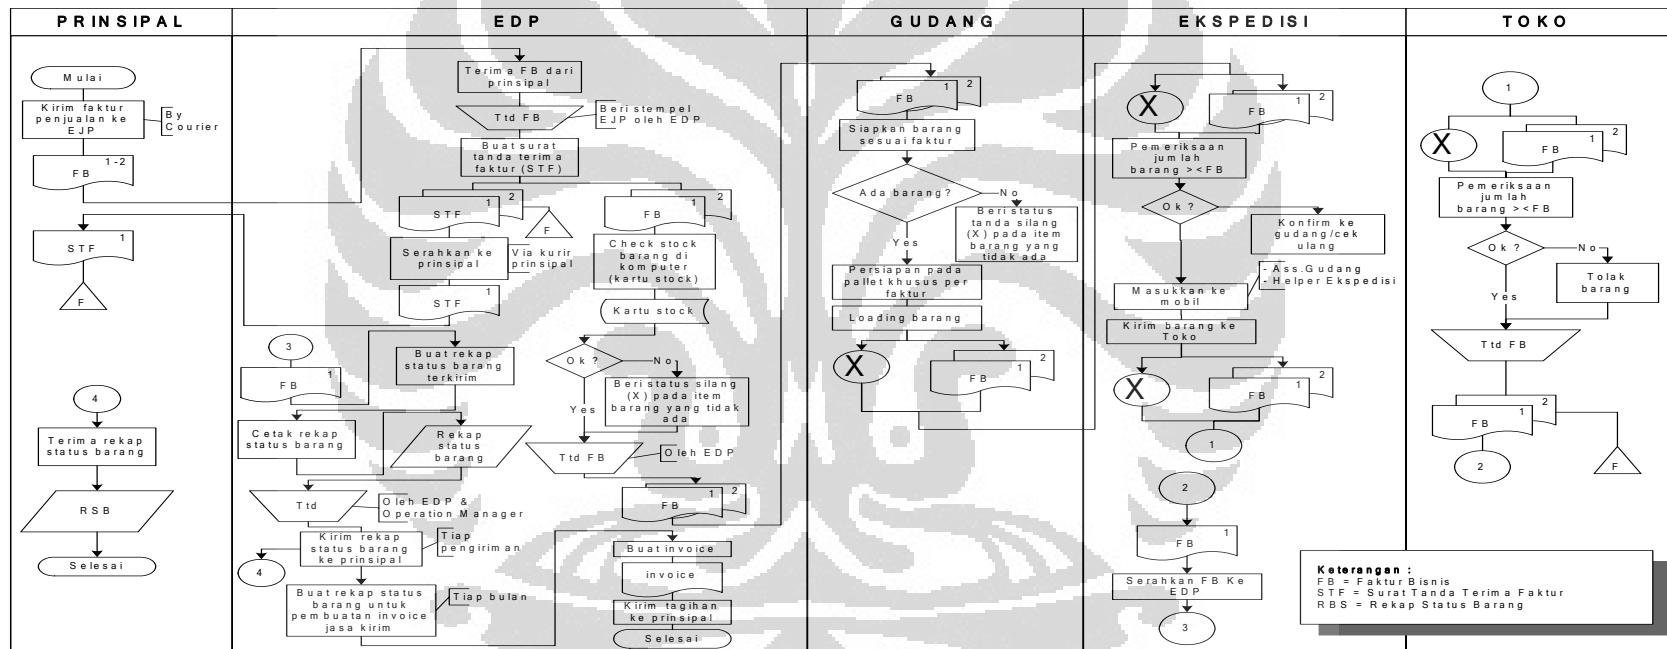 PRINSIPAL
EDP
GUDANG
EKSPEDISI
TOKO
Mulai
Kirim faktur
penjualan ke
EJP
By
Courier
1-2
FB
1
STF
F
4
Terima rekap
status barang
RSB
Selesai
Terima FB dari
prinsipal
Ttd FB
Beri stempel
EJP oleh EDP
Buat surat
tanda terima
faktur (STF)
1
2
STF
F
Serahkan ke
prinsipal
Via kurir
prinsipal
1
STF
1
2
FB
Check stock
barang di
komputer
(kartu stock)
Kartu stock
Ok?
No
Yes
Beri status silang
(X) pada item
barang yang tidak
ada
Ttd FB
Oleh EDP
1
2
FB
3
1
FB
Buat rekap
status barang
terkirim
Cetak rekap
status barang
Rekap
status
barang
Ttd
Oleh EDP &
Operation Manager
Kirim rekap
status barang
ke prinsipal
Tiap
pengiriman
4
Buat rekap status
barang untuk
pembuatan invoice
jasa kirim
Tiap bulan
Buat invoice
invoice
Kirim tagihan
ke prinsipal
Selesai
1
2
FB
Siapkan barang
sesuai faktur
Ada barang?
No
Yes
Beri status
tanda silang
(X) pada item
barang yang
tidak ada
Persiapan pada
pallet khusus per
faktur
Loading barang
X
2
1
FB
X
1
2
FB
Pemeriksaan
jumlah
barang ><FB
Ok?
Konfirm ke
gudang/cek
ulang
Masukkan ke
mobil
- Ass.Gudang
- Helper Ekspedisi
Kirim barang ke
Toko
X
2
1
FB
1
2
1
FB
Serahkan FB Ke
EDP
3
1
X
1
2
FB
Pemeriksaan
jumlah
barang ><FB
Ok?
No
Yes
Tolak
barang
Ttd FB
1
2
FB
2
F
Keterangan :
FB = Faktur Bisnis
STF = Surat Tanda Terima Faktur
RBS = Rekap Status Barang